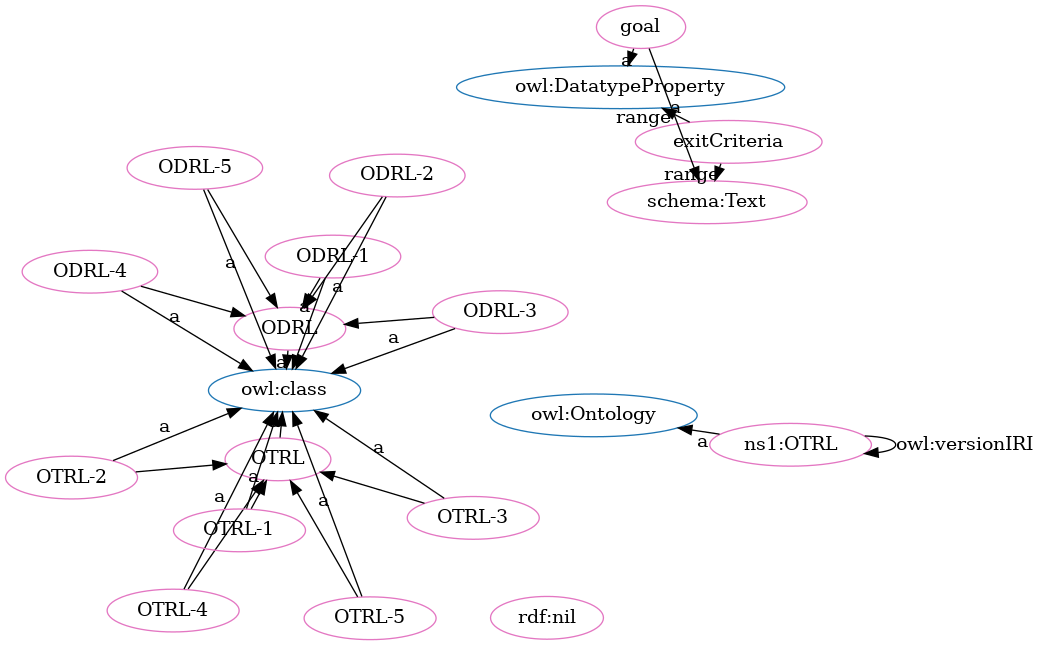 goal
a
owl:DatatypeProperty
a
range
exitCriteria
ODRL-5
ODRL-2
range
schema:Text
ODRL-1
a
ODRL-4
a
a
ODRL-3
a
ODRL
a
a
owl:class
owl:Ontology
a
ns1:OTRL
owl:versionIRI
a
a
OTRL
OTRL-2
a
a
a
OTRL-3
OTRL-1
OTRL-4
OTRL-5
rdf:nil